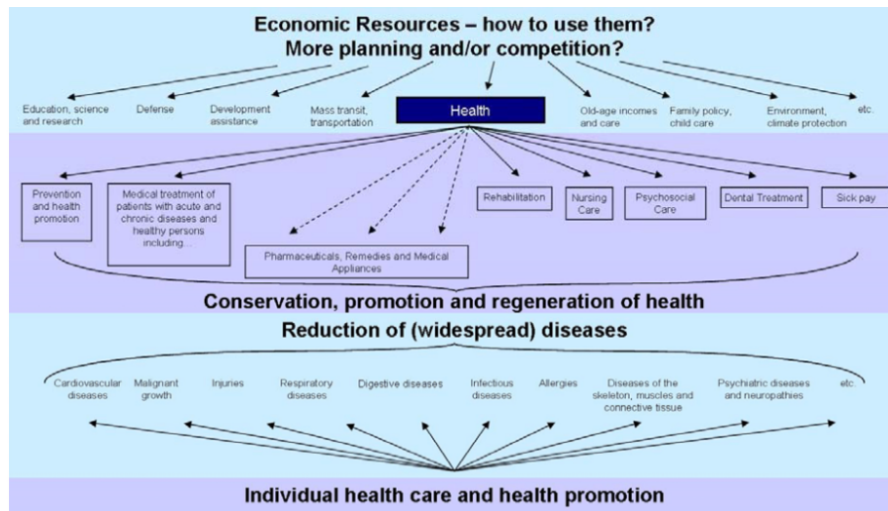 Economic Resources – how to use them?
More planning and/or competition?
Education, science
and research
Defense
Development
assistance
Mass transit,
transportation
Health
Old-age incomes
and care
Family policy,
child care
Environment,
climate protection
etc.
Prevention
and health
promotion
Medical treatment of
patients with acute and
chronic diseases and
healthy persons
including...
Pharmaceuticals, Remedies and Medical
Appliances
Rehabilitation
Nursing
Care
Psychosocial
Care
Dental Treatment
Sick pay
Conservation, promotion and regeneration of health
Reduction of (widespread) diseases
Cardiovascular
diseases
Malignant
growth
Injuries
Respiratory
diseases
Digestive diseases
Infectious
diseases
Allergies
Diseases of the
skeleton, muscles and
connective tissue
Psychiatric diseases
and neuropathies
etc.
Individual health care and health promotion